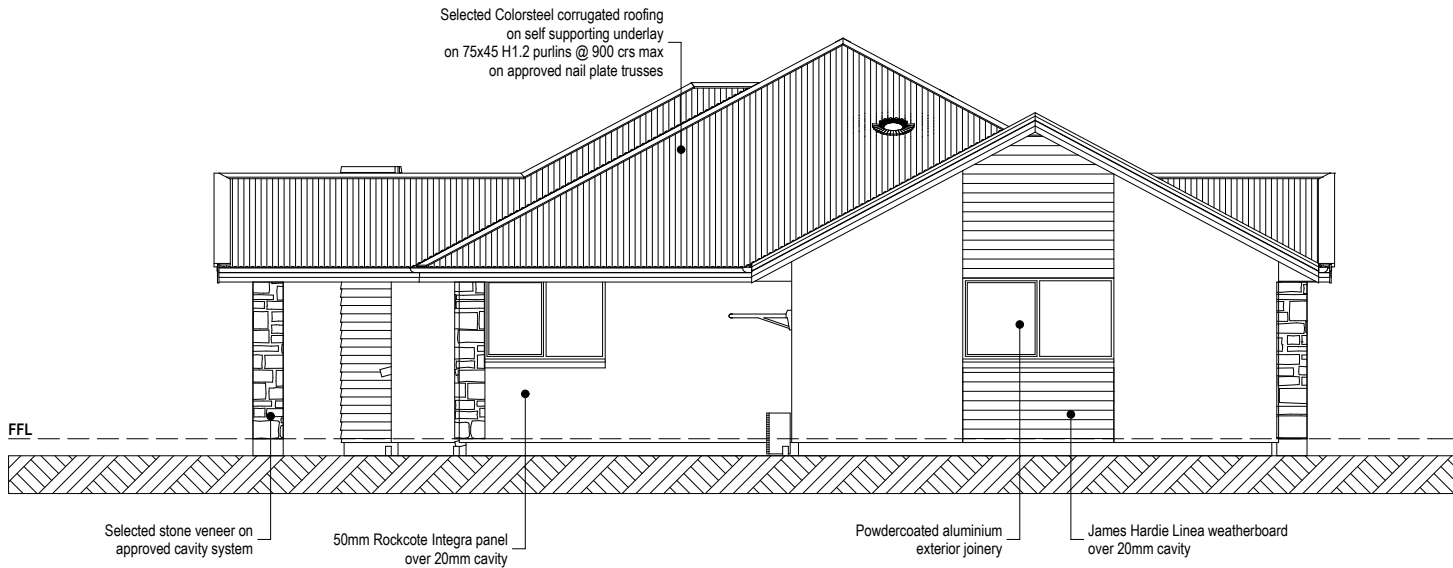 Selected Colorsteel corrugated roofing
on self supporting underlay
on 75x45 H1.2 purlins @ 900 crs max
on approved nail plate trusses
FFL
Selected stone veneer on
approved cavity system
50mm Rockcote Integra panel
over 20mm cavity
Powdercoated aluminium
exterior joinery
James Hardie Linea weatherboard
over 20mm cavity